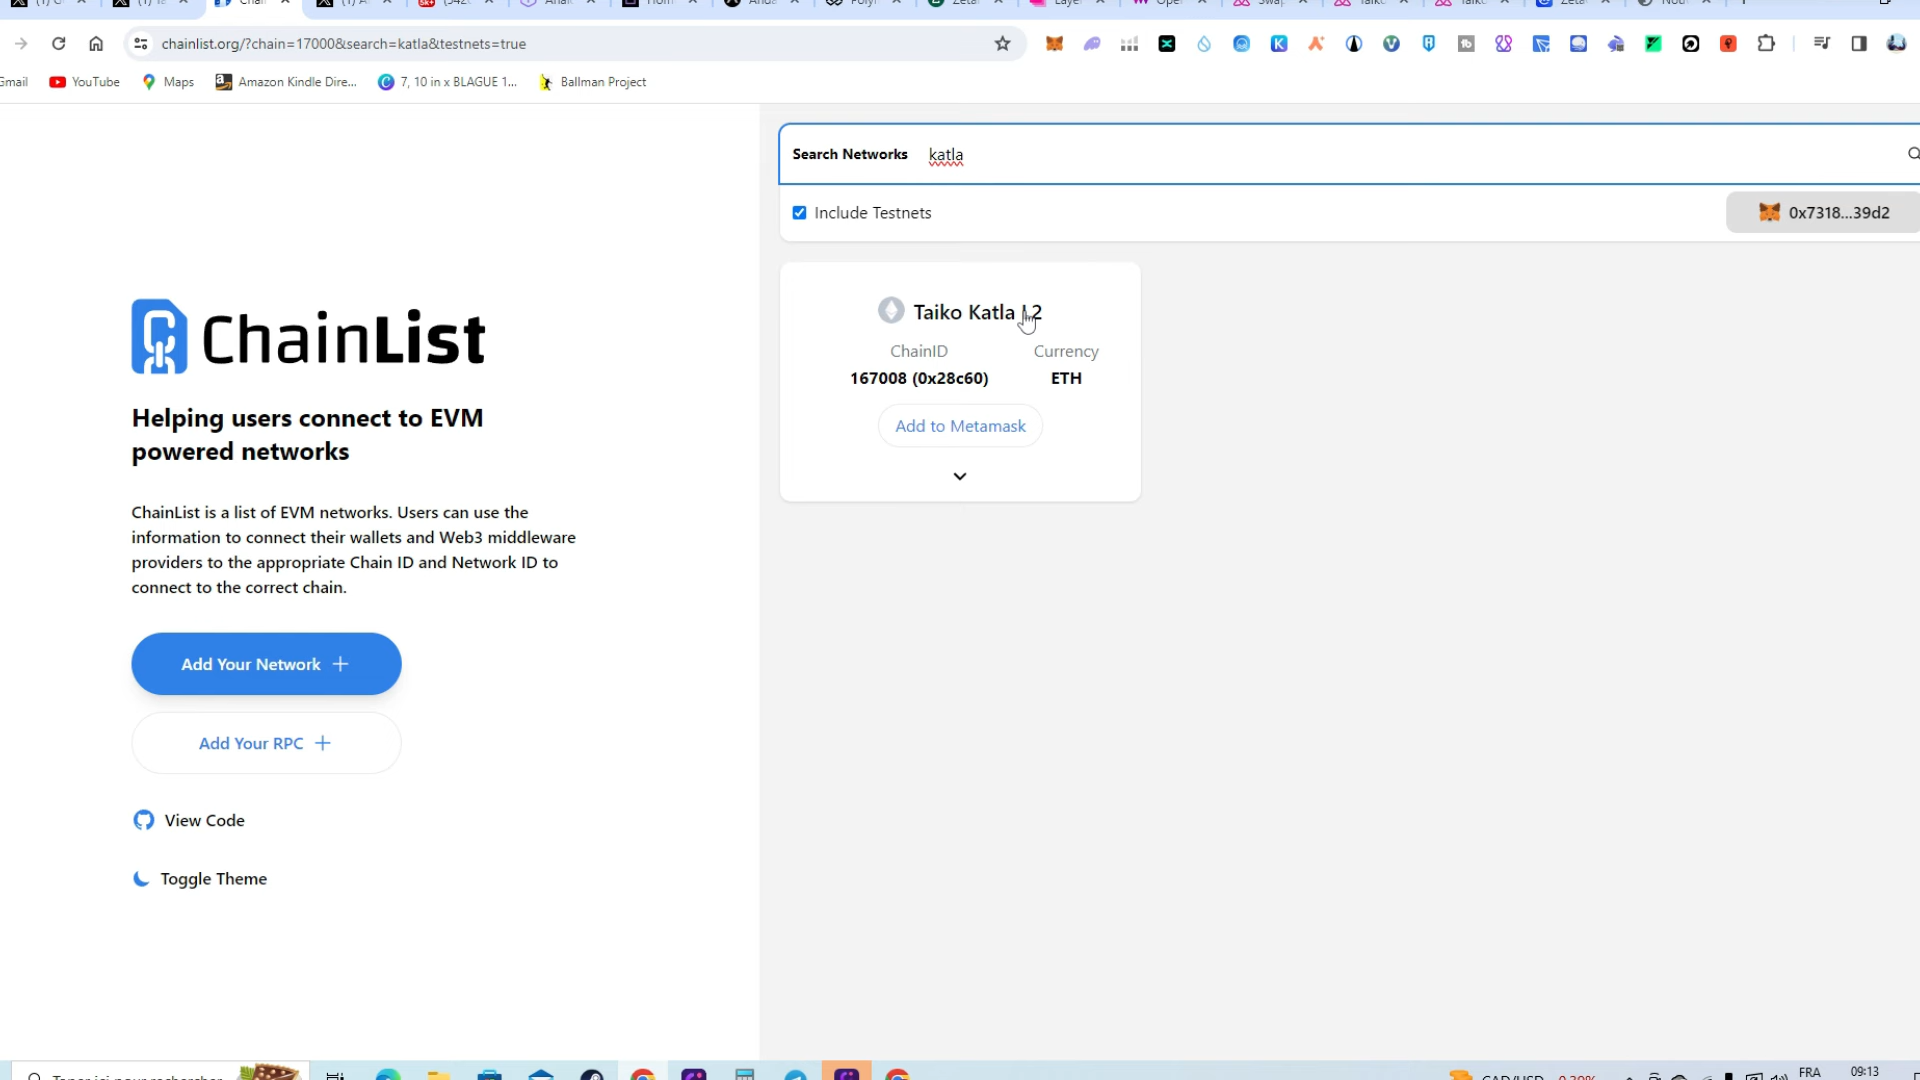 chainlist.org/?chain=17000&search=katla&testnets=true
Gmail
YouTube
Maps
Amazon Kindle Dire...
7, 10 in x BLAGUE 1...
Ballman Project
Search Networks katla
Include Testnets
0x7318...39d2
Taiko Katla L2
ChainID
Currency
167008 (0x28c60)
ETH
Add to Metamask
ChainList
Helping users connect to EVM
powered networks
ChainList is a list of EVM networks. Users can use the
information to connect their wallets and Web3 middleware
providers to the appropriate Chain ID and Network ID to
connect to the correct chain.
Add Your Network
Add Your RPC
View Code
Toggle Theme
CAD/USD
FRA
09:13